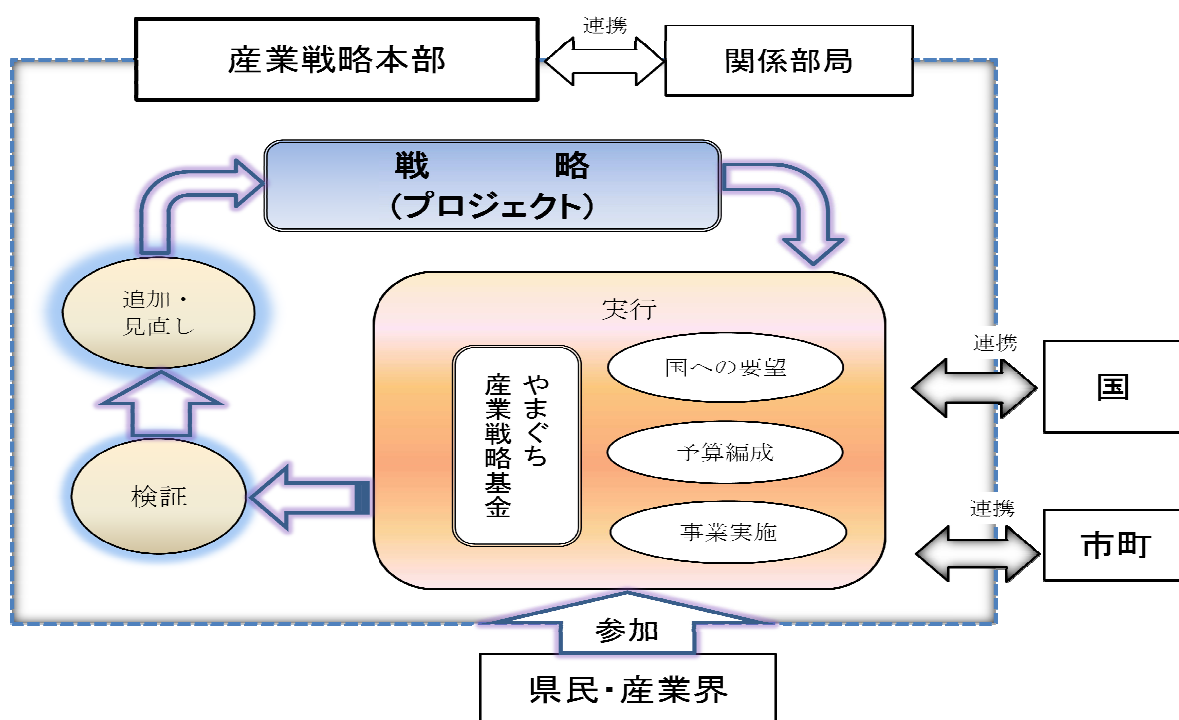 連携
産業戦略本部
関係部局
戦　略
(プロジェクト)
追加・
見直し
実行
国への要望
やまぐち
産業戦略基金
予算編成
事業実施
検証
連携
国
連携
市町
参加
県民・産業界